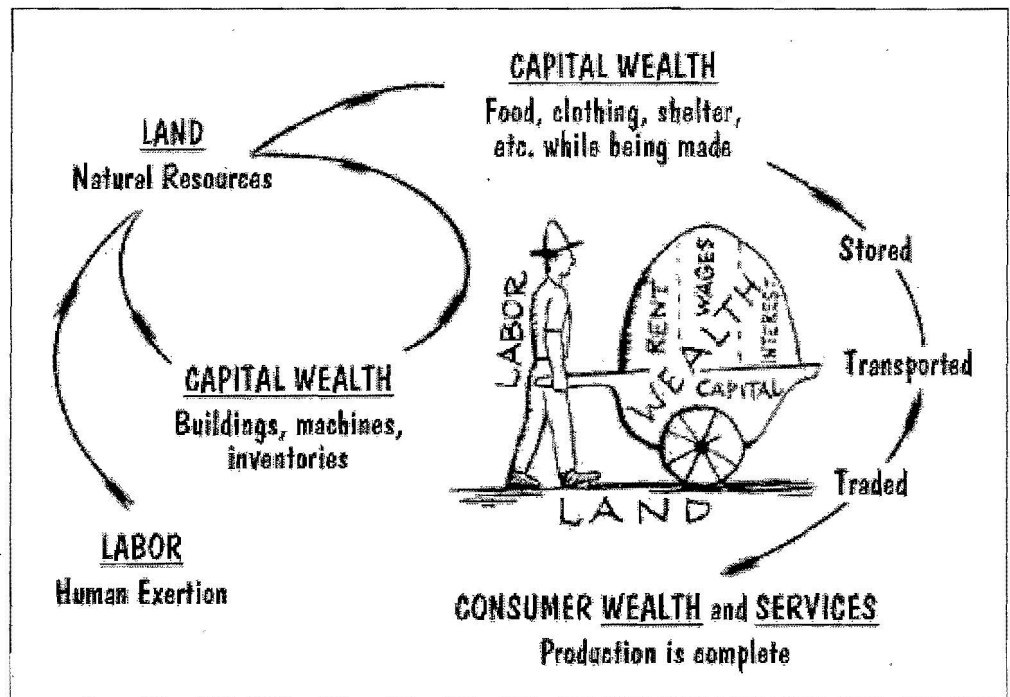 CAPITAL WEALTH
Food, clothing, shelter,
etc. while being made
LAND
Natural Resources
Stored
Transported
Traded
CAPITAL WEALTH
Buildings, machines,
inventories
LABOR
RENT
WAGES
INTEREST
WEALTH
CAPITAL
LAND
LABOR
Human Exertion
CONSUMER WEALTH and SERVICES
Production is complete